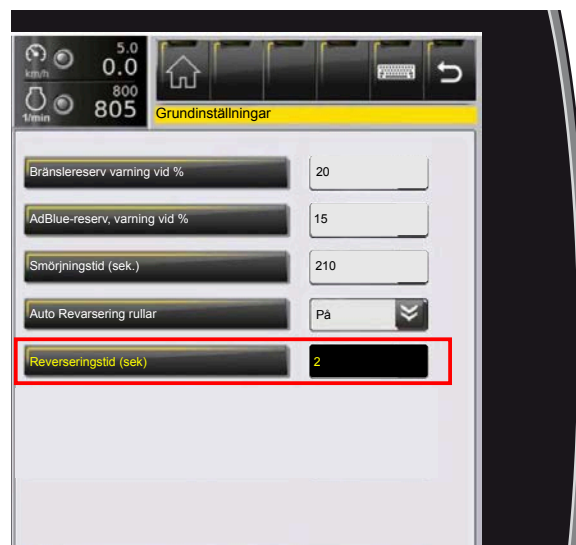 5.0
km/h 0.0
800
1/min 805
Grundinställningar
Bränslereserv varning vid % 20
AdBlue-reserv, varning vid % 15
Smörjningstid (sek.) 210
Auto Revarsering rullar På
Reverseringstid (sek) 2